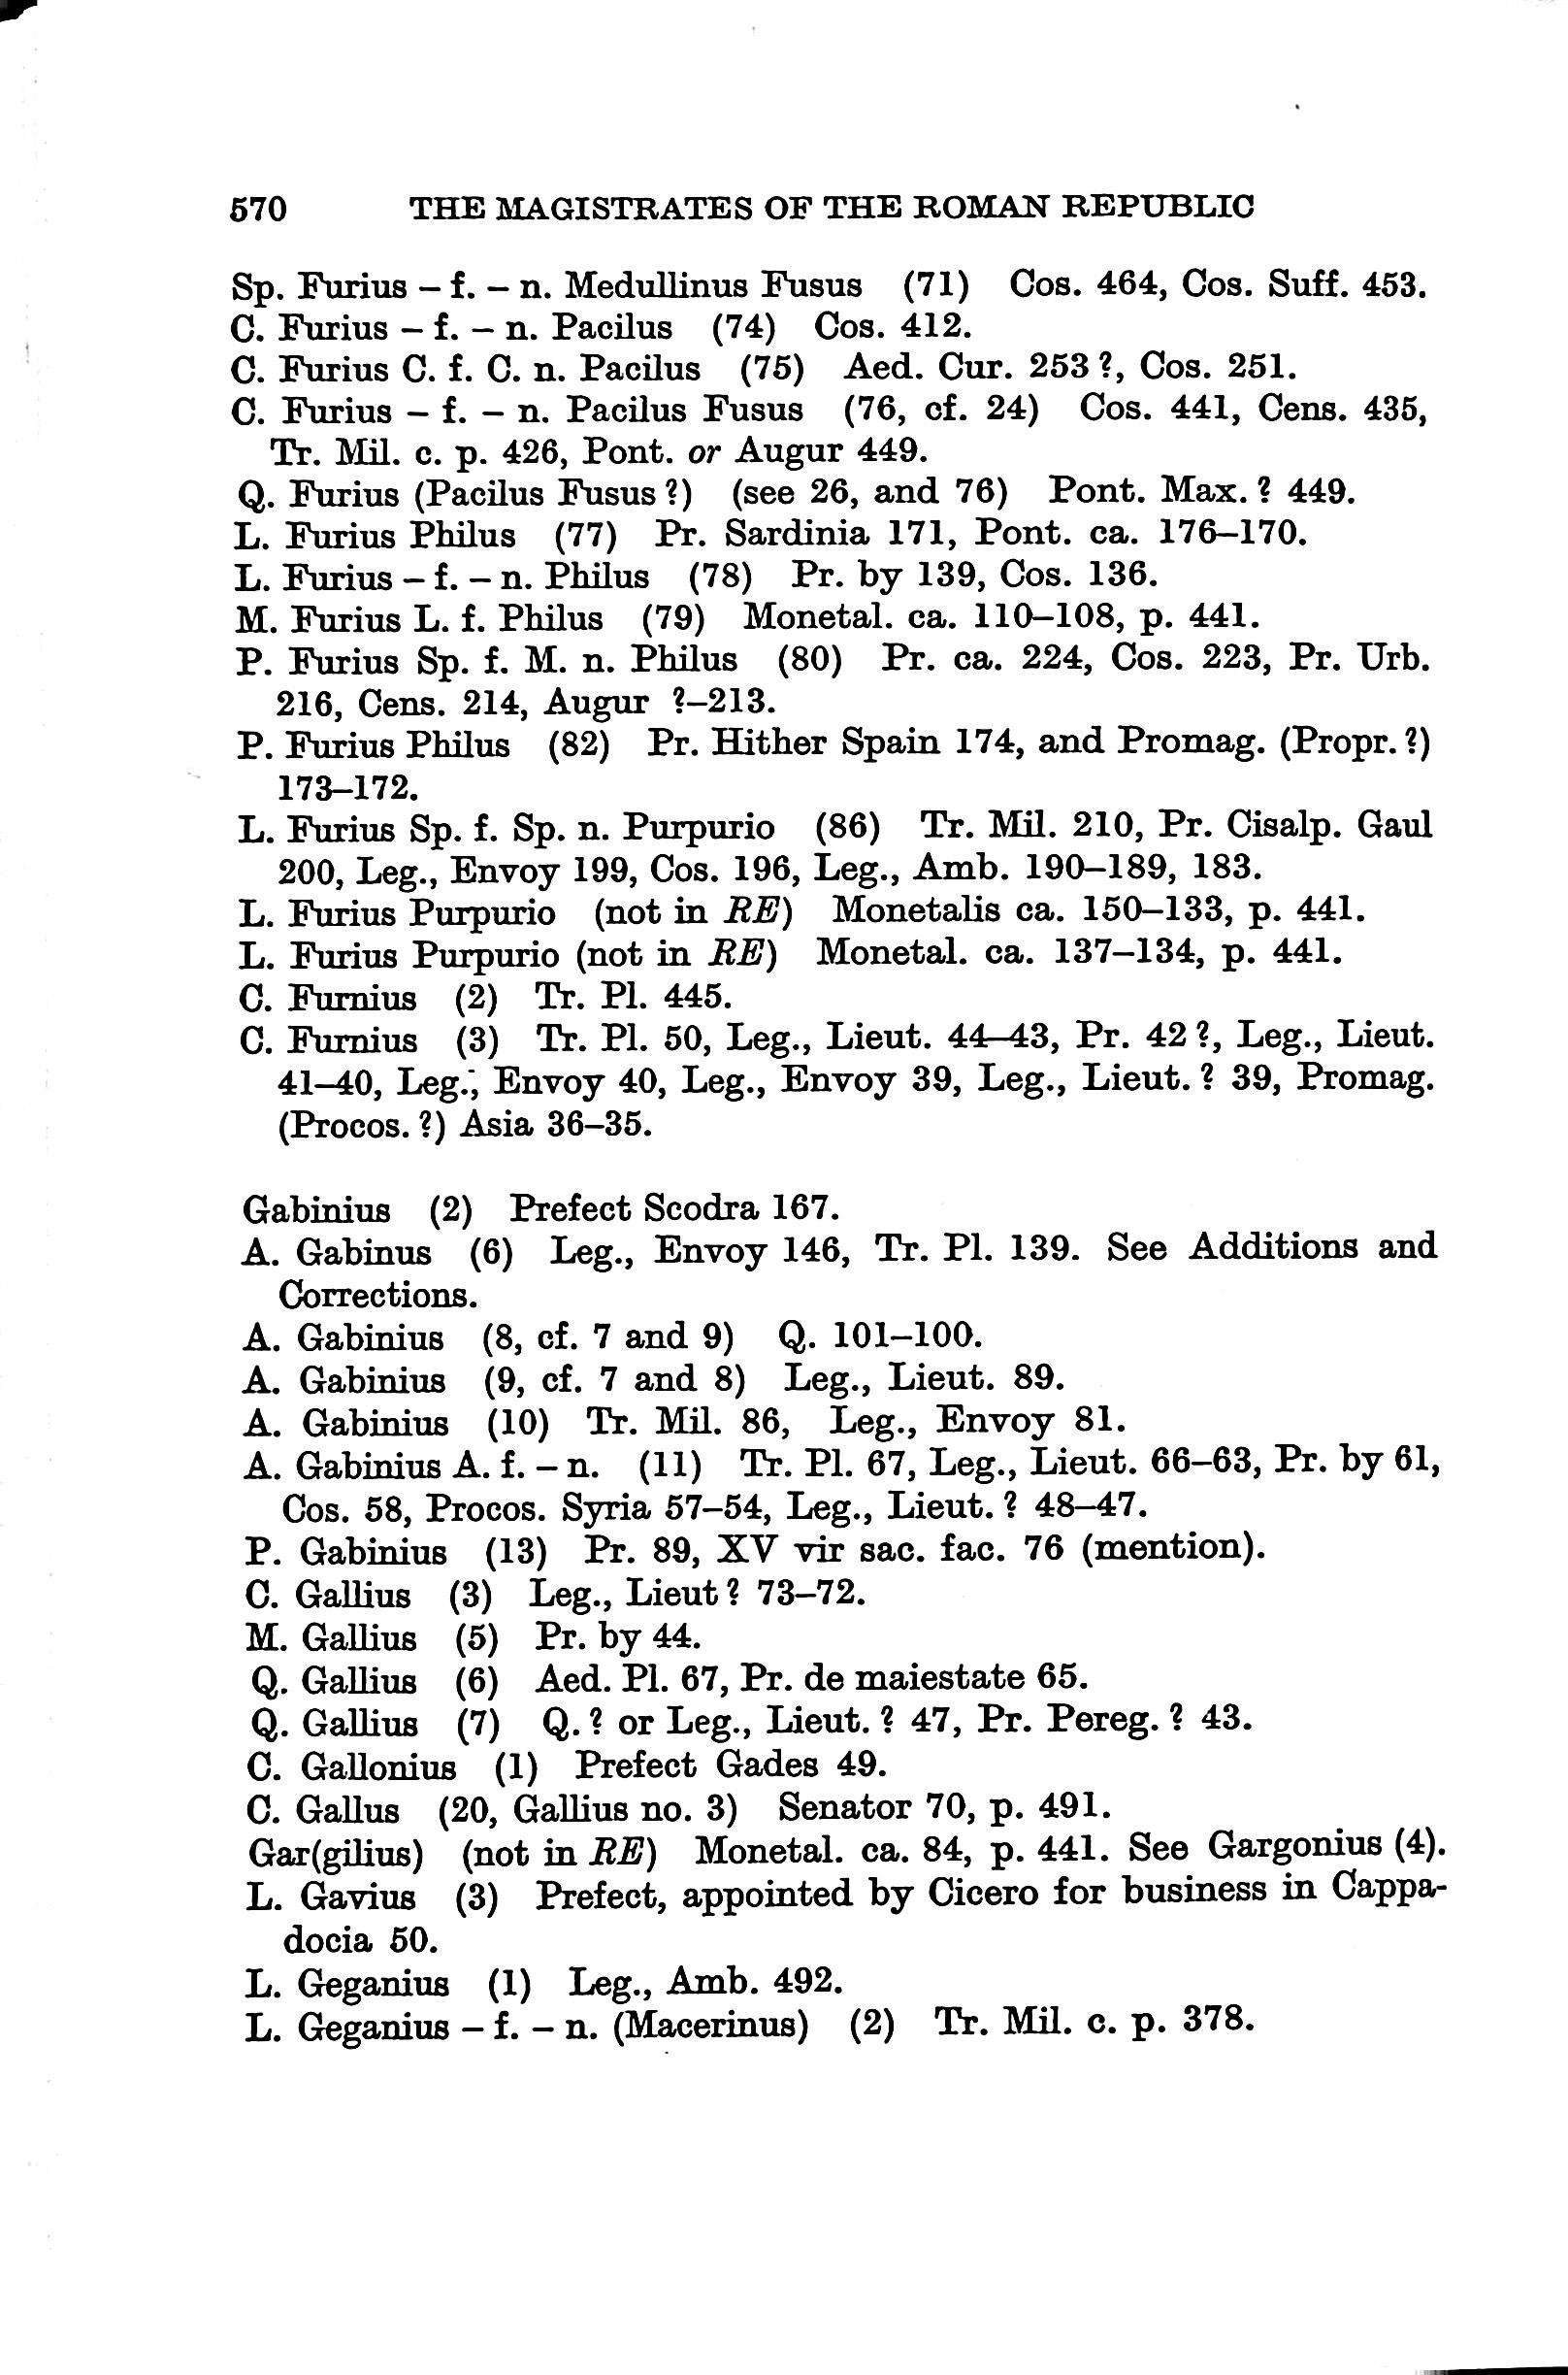 570 THE MAGISTRATES OF THE ROMAN REPUBLIC
Sp. Furius – f. – n. Medullinus Fusus (71) Cos. 464, Cos. Suff. 453.
C. Furius – f. – n. Pacilus (74) Cos. 412.
C. Furius C. f. C. n. Pacilus (75) Aed. Cur. 253 ?, Cos. 251.
C. Furius – f. – n. Pacilus Fusus (76, cf. 24) Cos. 441, Cens. 435,
Tr. Mil. c. p. 426, Pont. or Augur 449.
Q. Furius (Pacilus Fusus ?) (see 26, and 76) Pont. Max. ? 449.
L. Furius Philus (77) Pr. Sardinia 171, Pont. ca. 176–170.
L. Furius – f. – n. Philus (78) Pr. by 139, Cos. 136.
M. Furius L. f. Philus (79) Monetal. ca. 110–108, p. 441.
P. Furius Sp. f. M. n. Philus (80) Pr. ca. 224, Cos. 223, Pr. Urb.
216, Cens. 214, Augur ?–213.
P. Furius Philus (82) Pr. Hither Spain 174, and Promag. (Propr. ?)
173–172.
L. Furius Sp. f. Sp. n. Purpurio (86) Tr. Mil. 210, Pr. Cisalp. Gaul
200, Leg., Envoy 199, Cos. 196, Leg., Amb. 190–189, 183.
L. Furius Purpurio (not in RE) Monetalis ca. 150–133, p. 441.
L. Furius Purpurio (not in RE) Monetal. ca. 137–134, p. 441.
C. Furnius (2) Tr. Pl. 445.
C. Furnius (3) Tr. Pl. 50, Leg., Lieut. 44–43, Pr. 42 ?, Leg., Lieut.
41–40, Leg., Envoy 40, Leg., Envoy 39, Leg., Lieut. ? 39, Promag.
(Procos. ?) Asia 36–35.
Gabinius (2) Prefect Scodra 167.
A. Gabinus (6) Leg., Envoy 146, Tr. Pl. 139. See Additions and
Corrections.
A. Gabinius (8, cf. 7 and 9) Q. 101–100.
A. Gabinius (9, cf. 7 and 8) Leg., Lieut. 89.
A. Gabinius (10) Tr. Mil. 86, Leg., Envoy 81.
A. Gabinius A. f. – n. (11) Tr. Pl. 67, Leg., Lieut. 66–63, Pr. by 61,
Cos. 58, Procos. Syria 57–54, Leg., Lieut. ? 48–47.
P. Gabinius (13) Pr. 89, XV vir sac. fac. 76 (mention).
C. Gallius (3) Leg., Lieut ? 73–72.
M. Gallius (5) Pr. by 44.
Q. Gallius (6) Aed. Pl. 67, Pr. de maiestate 65.
Q. Gallius (7) Q. ? or Leg., Lieut. ? 47, Pr. Pereg. ? 43.
C. Gallonius (1) Prefect Gades 49.
C. Gallus (20, Gallius no. 3) Senator 70, p. 491.
Gar(gilius) (not in RE) Monetal. ca. 84, p. 441. See Gargonius (4).
L. Gavius (3) Prefect, appointed by Cicero for business in Cappa-
docia 50.
L. Geganius (1) Leg., Amb. 492.
L. Geganius – f. – n. (Macerinus) (2) Tr. Mil. c. p. 378.